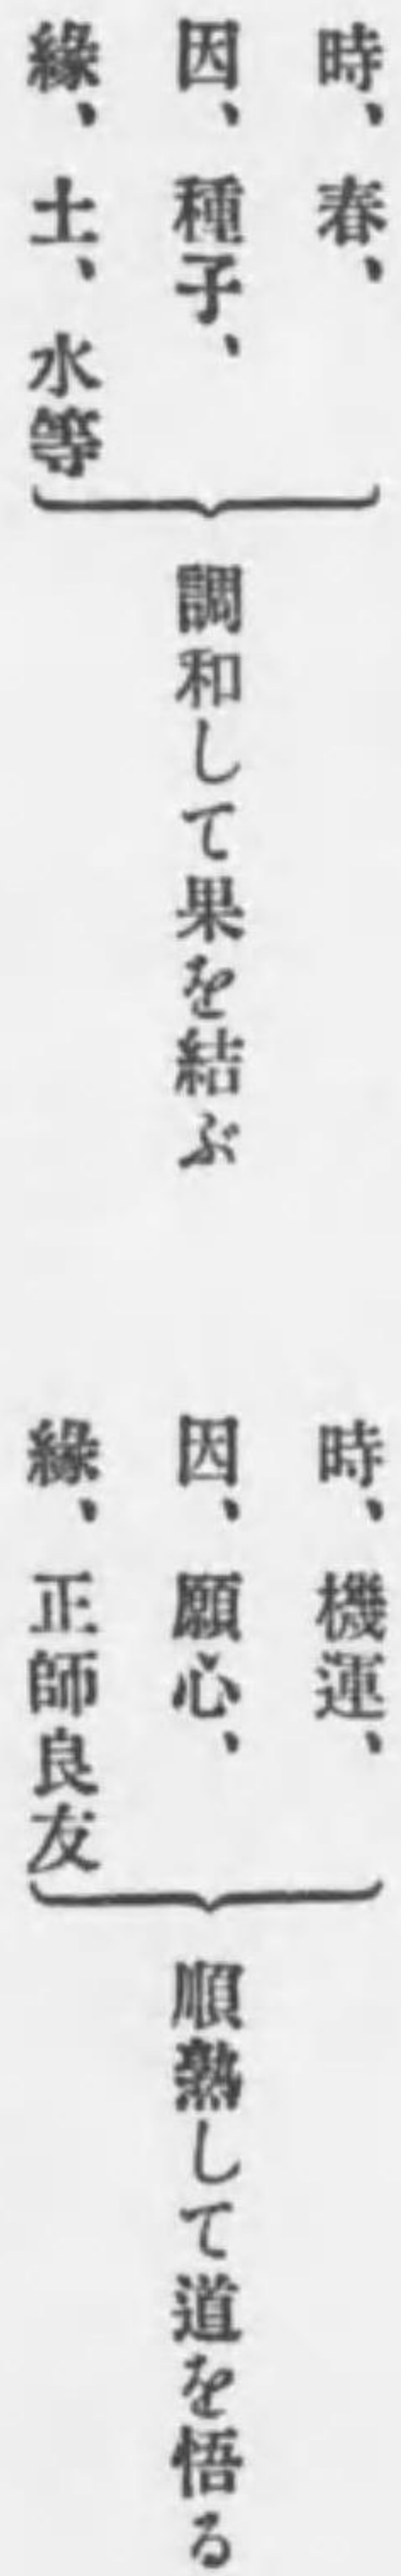 時、春、
因、種子、
緣、土、水等
調和して果を結ぶ
時、機運、
因、願心、
緣、正師良友
順熟して道を悟る